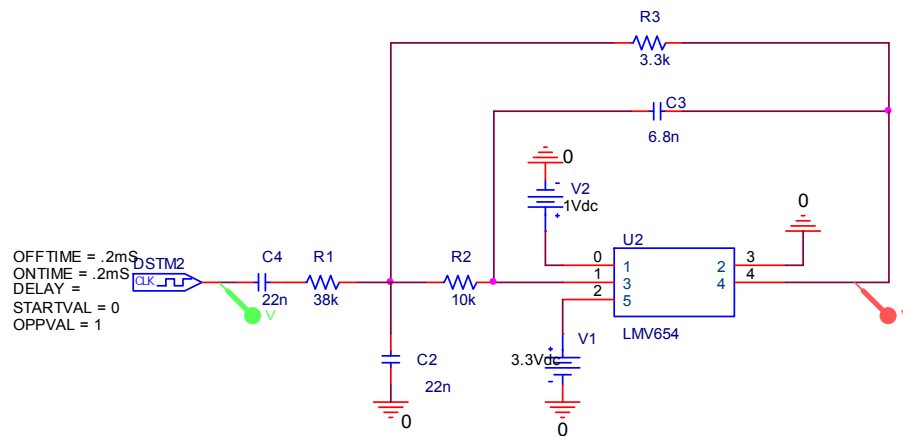 R3
3.3k
C3
6.8n
0
V2
1Vdc
0
U2
OFFTIME = .2mS
ONTIME = .2mS
DELAY =
STARTVAL = 0
OPPVAL = 1
DSTM2
CLK
C4
22n
R1
38k
R2
10k
0
1
2
1
3
5
2
4
3
4
LMV654
V
V
C2
22n
0
V1
3.3Vdc
0